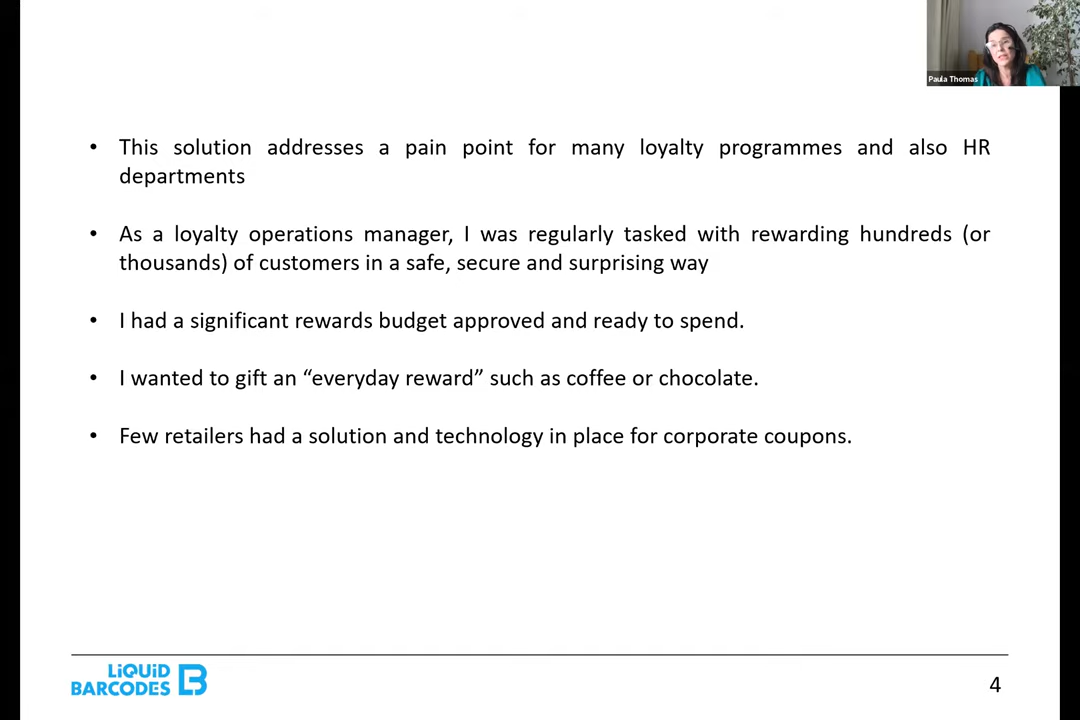 Paula Thomas
• This solution addresses a pain point for many loyalty programmes and also HR
departments
• As a loyalty operations manager, I was regularly tasked with rewarding hundreds (or
thousands) of customers in a safe, secure and surprising way
• I had a significant rewards budget approved and ready to spend.
• I wanted to gift an “everyday reward” such as coffee or chocolate.
• Few retailers had a solution and technology in place for corporate coupons.
LiQUiD
BARCODES
4